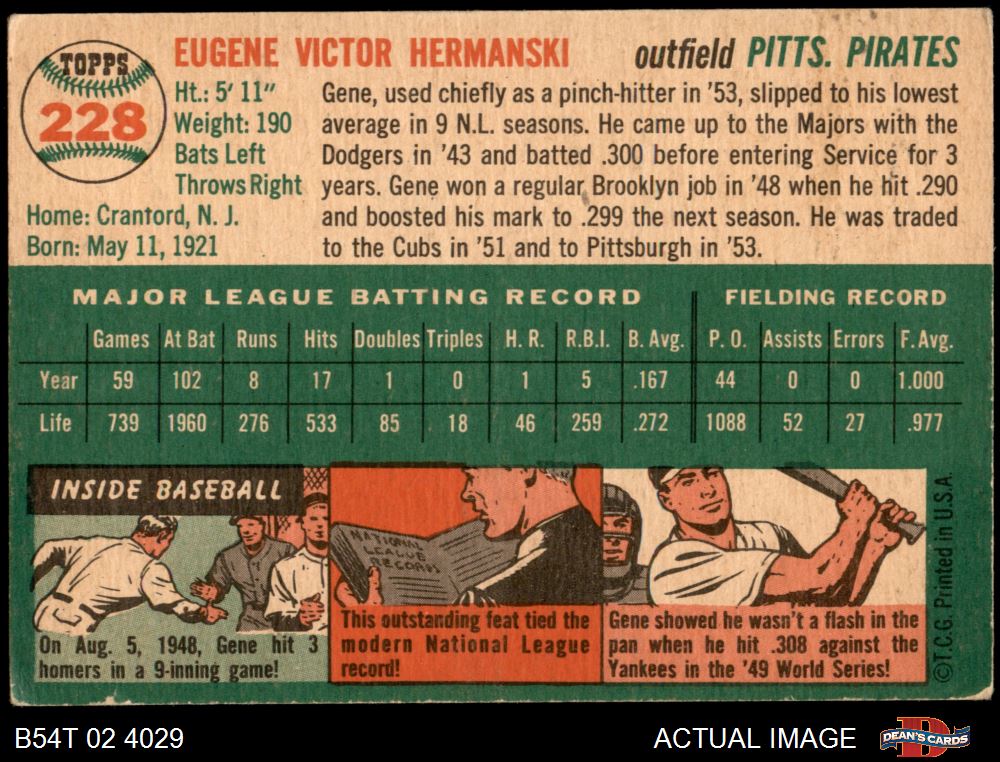 TOPPS
228
EUGENE VICTOR HERMANSKI outfield PITTS. PIRATES
Ht.: 5' 11"
Weight: 190
Bats Left
Throws Right
Home: Cranford, N. J.
Born: May 11, 1921
Gene, used chiefly as a pinch-hitter in '53, slipped to his lowest
average in 9 N.L. seasons. He came up to the Majors with the
Dodgers in '43 and batted .300 before entering Service for 3
years. Gene won a regular Brooklyn job in '48 when he hit .290
and boosted his mark to .299 the next season. He was traded
to the Cubs in '51 and to Pittsburgh in '53.
MAJOR LEAGUE BATTING RECORD FIELDING RECORD
Games At Bat Runs Hits Doubles Triples H. R. R.B.I. B. Avg. P. O. Assists Errors F. Avg.
Year 59 102 8 17 1 0 1 5 .167 44 0 0 1.000
Life 739 1960 276 533 85 18 46 259 .272 1088 52 27 .977
INSIDE BASEBALL
On Aug. 5, 1948, Gene hit 3
homers in a 9-inning game!
NATIONAL
LEAGUE
RECORDS
This outstanding feat tied the
modern National League
record!
Gene showed he wasn't a flash in the
pan when he hit .308 against the
Yankees in the '49 World Series!
©T.C.G. Printed in U.S.A.
B54T 02 4029
ACTUAL IMAGE
D
DEAN'S CARDS